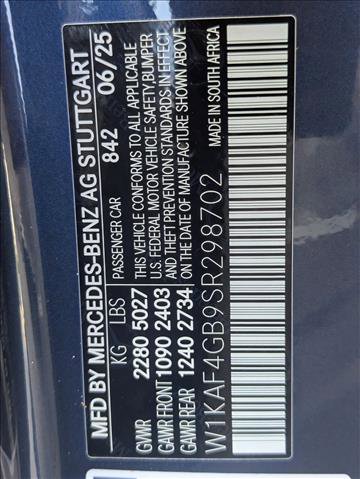 MFD BY MERCEDES-BENZ AG STUTTGART
842 06/25
KG LBS PASSENGER CAR MADE IN SOUTH AFRICA
GVWR 2280 5027 THIS VEHICLE CONFORMS TO ALL APPLICABLE
U.S. FEDERAL MOTOR VEHICLE SAFETY BUMPER
GAWR FRONT 1090 2403 AND THEFT PREVENTION STANDARDS IN EFFECT
GAWR REAR 1240 2734 ON THE DATE OF MANUFACTURE SHOWN ABOVE
W1KAF4GB9SR298702